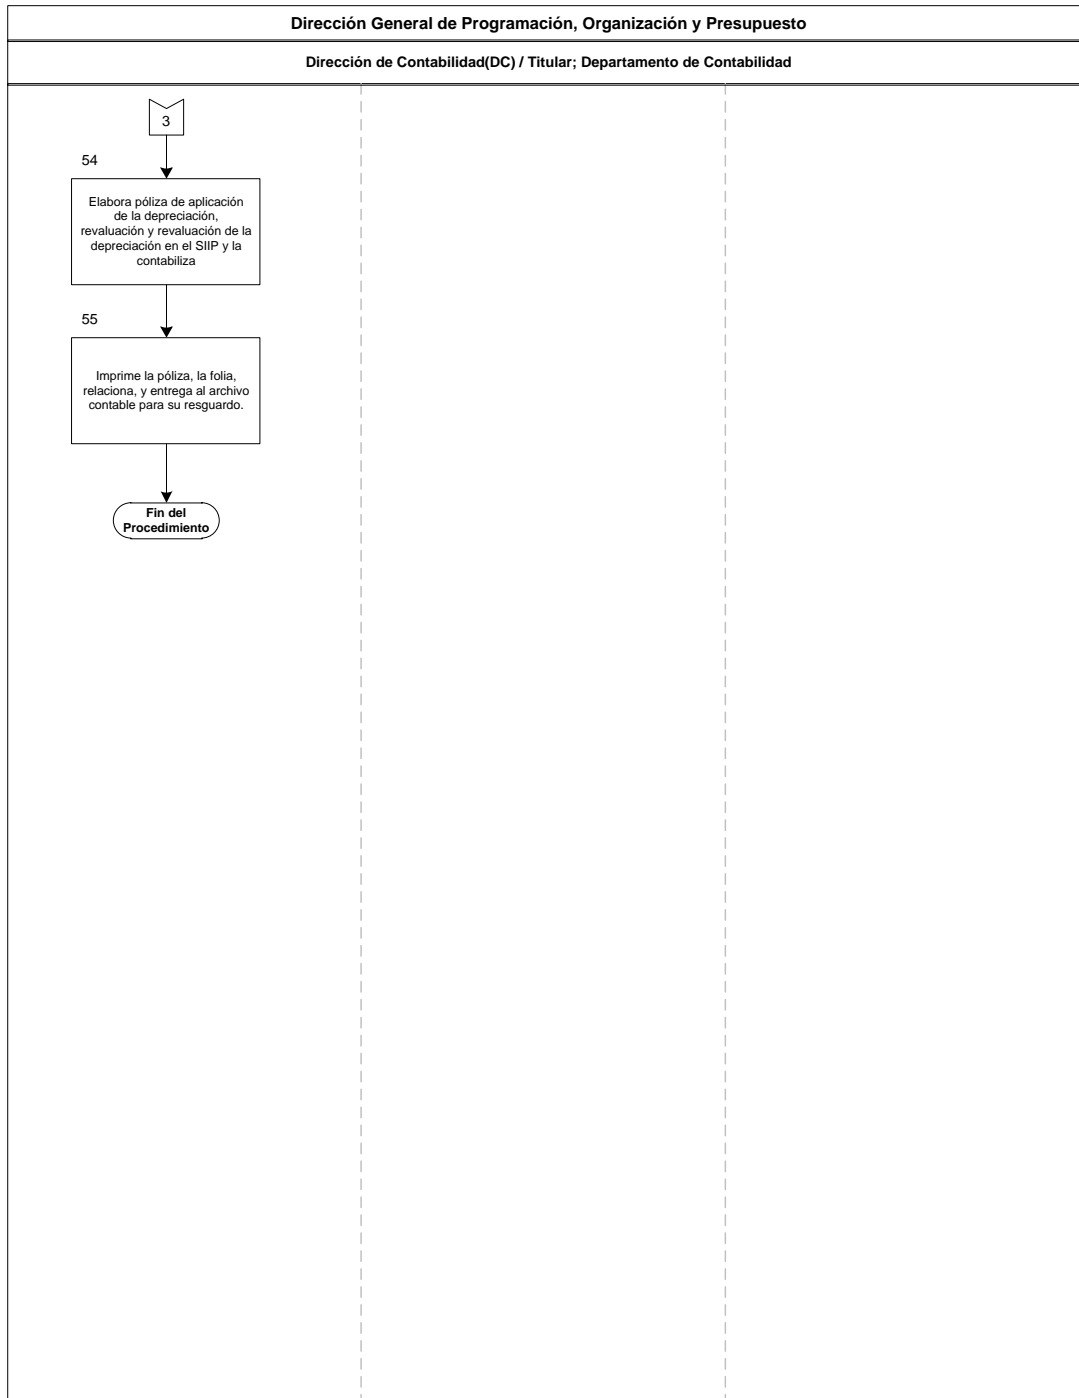 Dirección General de Programación, Organización y Presupuesto
Dirección de Contabilidad(DC) / Titular; Departamento de Contabilidad
3
54
Elabora póliza de aplicación
de la depreciación,
revaluación y revaluación de la
depreciación en el SIIP y la
contabiliza
55
Imprime la póliza, la folia,
relaciona, y entrega al archivo
contable para su resguardo.
Fin del
Procedimiento